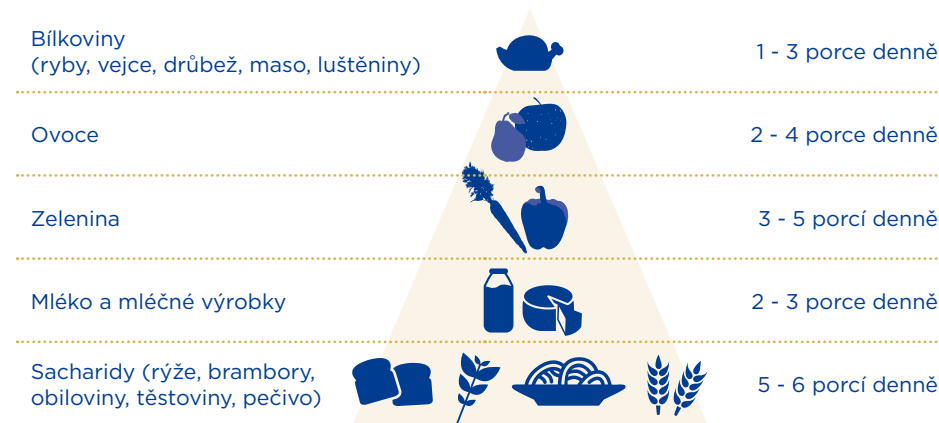 Bílkoviny
(ryby, vejce, drůbež, maso, luštěniny)
1 - 3 porce denně
Ovoce
2 - 4 porce denně
Zelenina
3 - 5 porcí denně
Mléko a mléčné výrobky
2 - 3 porce denně
Sacharidy (rýže, brambory,
obiloviny, těstoviny, pečivo)
5 - 6 porcí denně